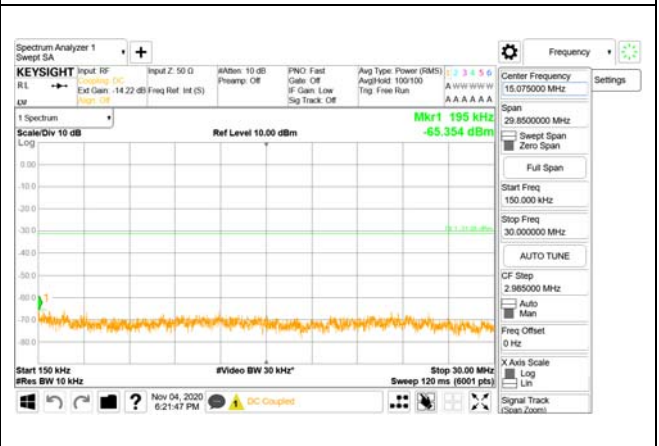 Spectrum Analyzer 1
Swept SA
Frequency
KEYSIGHT
RL
Input: RF
Coupling: DC
Ext Gain: -14.22 dB
Align: Off
Input Z: 50 Ω
Freq Ref: Int (S)
#Atten: 10 dB
Preamp: Off
PNO: Fast
Gate: Off
IF Gain: Low
Sig Track: Off
Avg Type: Power (RMS)
Avg|Hold: 100/100
Trig: Free Run
1 2 3 4 5 6
A W W W W W
A A A A A A
Center Frequency
15.075000 MHz
Settings
Span
29.8500000 MHz
Swept Span
Zero Span
Full Span
Start Freq
150.000 kHz
Stop Freq
30.000000 MHz
AUTO TUNE
CF Step
2.985000 MHz
Auto
Man
Freq Offset
0 Hz
X Axis Scale
Log
Lin
Signal Track
(Span Zoom)
1 Spectrum
Scale/Div 10 dB
Ref Level 10.00 dBm
Mkr1 195 kHz
-65.354 dBm
Log
0.00
-10.0
-20.0
-30.0
-40.0
-50.0
-60.0
-70.0
-80.0
1
Start 150 kHz
#Video BW 30 kHz*
Stop 30.00 MHz
#Res BW 10 kHz
Sweep 120 ms (6001 pts)
?
Nov 04, 2020
6:21:47 PM
DC Coupled